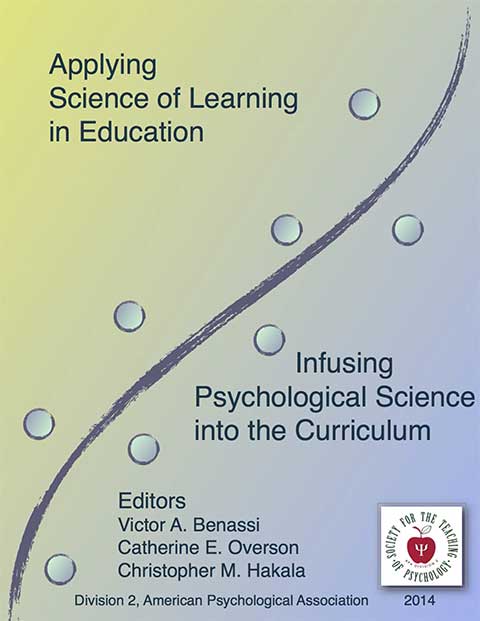 Applying
Science of Learning
in Education
Infusing
Psychological Science
into the Curriculum
Editors
Victor A. Benassi
Catherine E. Overson
Christopher M. Hakala
SOCIETY FOR THE TEACHING
OF PSYCHOLOGY
Ψ
Division 2, American Psychological Association 2014